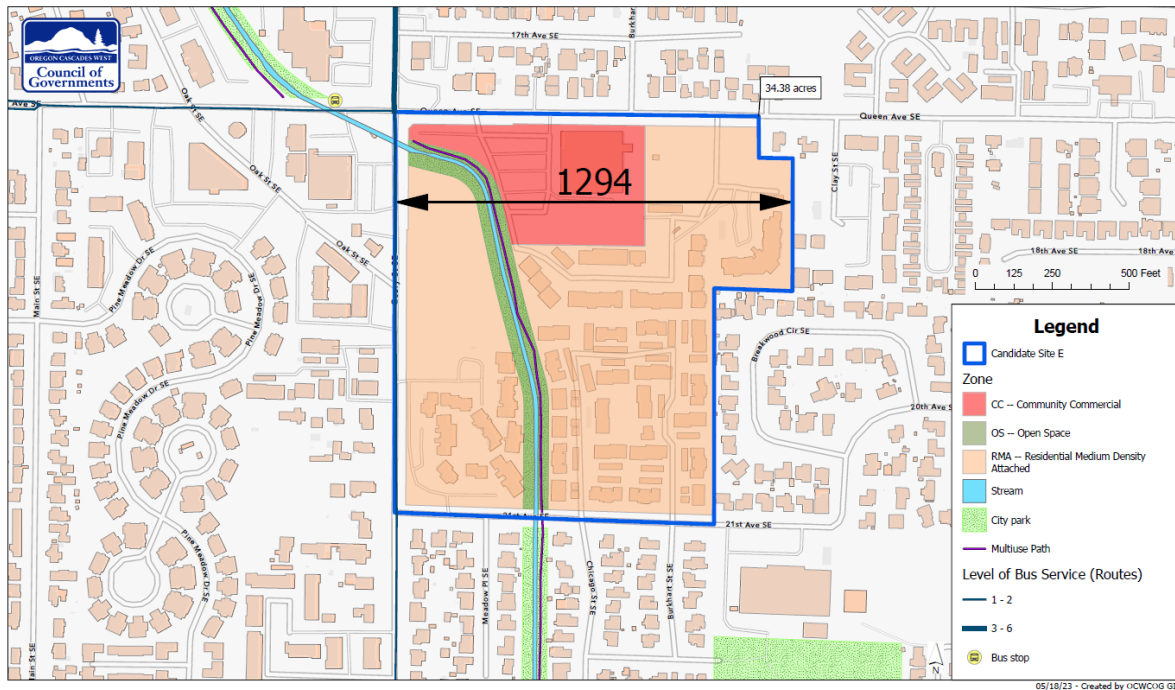 OREGON CASCADES WEST
Council of
Governments
17th Ave SE
Burkhar
34.38 acres
Ave SE
Oak St SE
Queen Ave SE
Queen Ave SE
Clay St SE
Oak St SE
1294
18th Ave SE
18th Ave
Oak St SE
Pine Meadow Dr SE
Pine Meadow Dr SE
Main St SE
0 125 250 500 Feet
Legend
Candidate Site E
Zone
CC -- Community Commercial
OS -- Open Space
RMA -- Residential Medium Density
Attached
Stream
City park
Multiuse Path
Level of Bus Service (Routes)
1 - 2
3 - 6
Bus stop
Breakwood Cir SE
Pine Meadow Dr SE
20th Ave S
21st Ave SE
21st Ave SE
Pine Meadow Dr SE
Meadow Pl SE
Chicago St SE
Burkhart St SE
Main St SE
N
05/18/23 - Created by OCWCOG GI